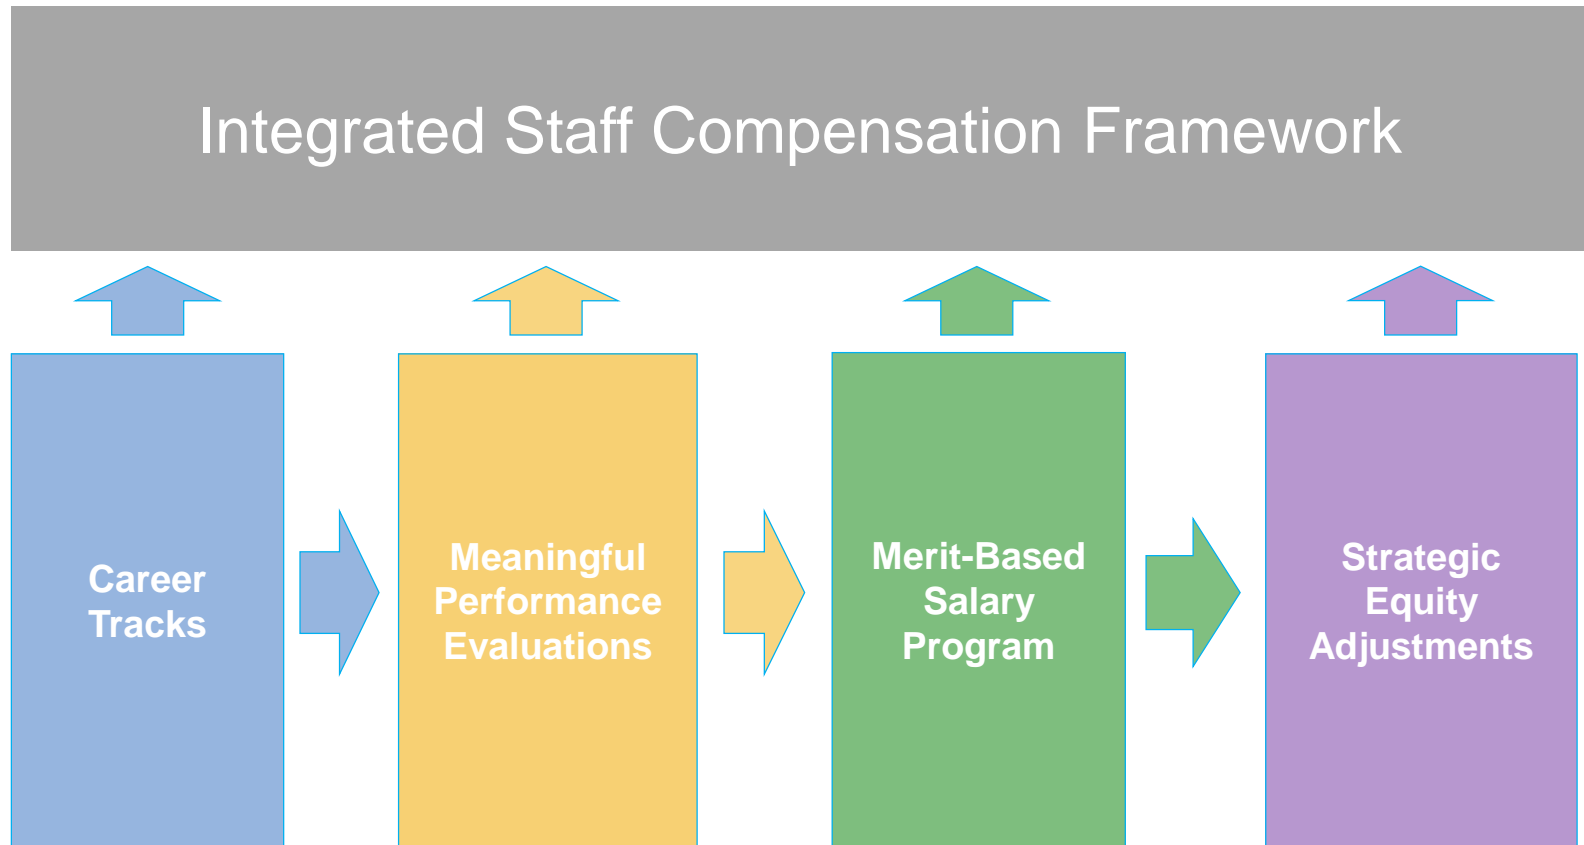 Integrated Staff Compensation Framework
Career
Tracks
Meaningful
Performance
Evaluations
Merit-Based
Salary
Program
Strategic
Equity
Adjustments